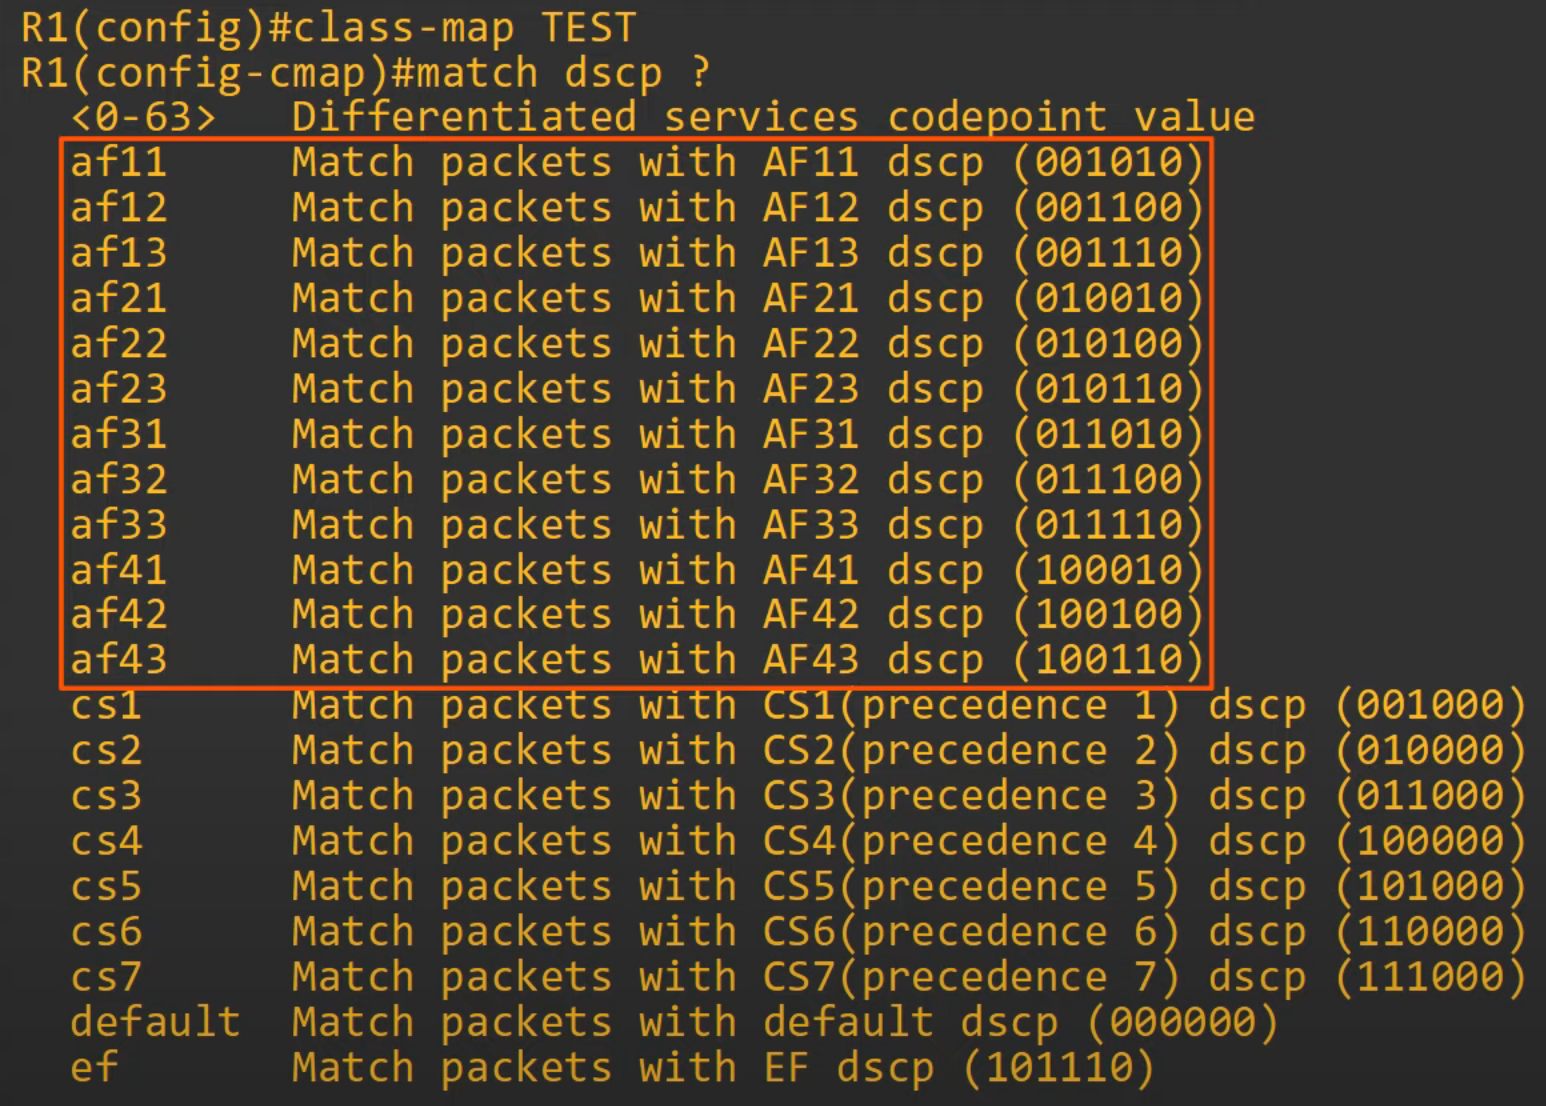 R1(config)#class-map TEST
R1(config-cmap)#match dscp ?
<0-63> Differentiated services codepoint value
af11 Match packets with AF11 dscp (001010)
af12 Match packets with AF12 dscp (001100)
af13 Match packets with AF13 dscp (001110)
af21 Match packets with AF21 dscp (010010)
af22 Match packets with AF22 dscp (010100)
af23 Match packets with AF23 dscp (010110)
af31 Match packets with AF31 dscp (011010)
af32 Match packets with AF32 dscp (011100)
af33 Match packets with AF33 dscp (011110)
af41 Match packets with AF41 dscp (100010)
af42 Match packets with AF42 dscp (100100)
af43 Match packets with AF43 dscp (100110)
cs1 Match packets with CS1(precedence 1) dscp (001000)
cs2 Match packets with CS2(precedence 2) dscp (010000)
cs3 Match packets with CS3(precedence 3) dscp (011000)
cs4 Match packets with CS4(precedence 4) dscp (100000)
cs5 Match packets with CS5(precedence 5) dscp (101000)
cs6 Match packets with CS6(precedence 6) dscp (110000)
cs7 Match packets with CS7(precedence 7) dscp (111000)
default Match packets with default dscp (000000)
ef Match packets with EF dscp (101110)